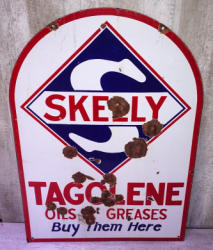 SKELLY
TAGOLENE
OILS GREASES
Buy Them Here